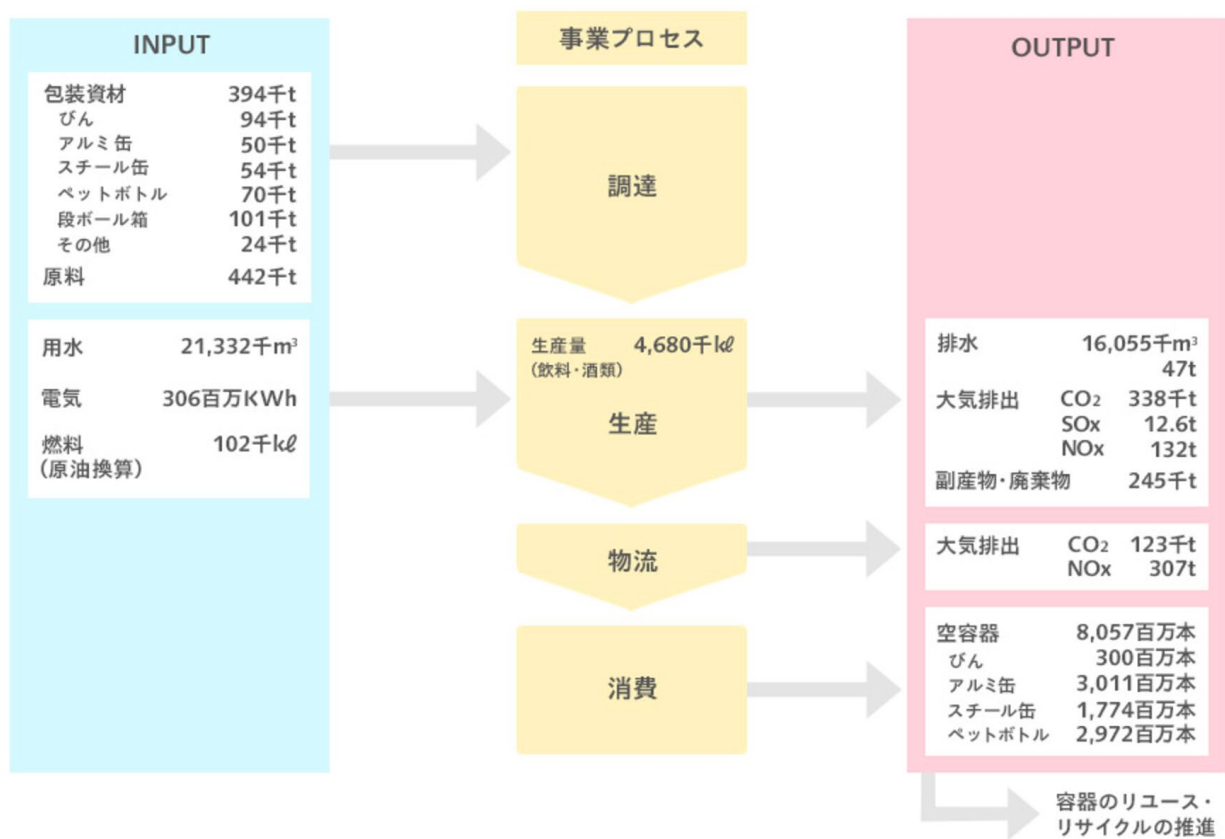 INPUT
包装資材 394千t
びん 94千t
アルミ缶 50千t
スチール缶 54千t
ペットボトル 70千t
段ボール箱 101千t
その他 24千t
原料 442千t
用水 21,332千m³
電気 306百万KWh
燃料 102千kℓ
(原油換算)
事業プロセス
調達
生産量 4,680千kℓ
(飲料・酒類)
生産
物流
消費
OUTPUT
排水 16,055千m³
47t
大気排出 CO₂ 338千t
SOx 12.6t
NOx 132t
副産物・廃棄物 245千t
大気排出 CO₂ 123千t
NOx 307t
空容器 8,057百万本
びん 300百万本
アルミ缶 3,011百万本
スチール缶 1,774百万本
ペットボトル 2,972百万本
容器のリユース・
リサイクルの推進